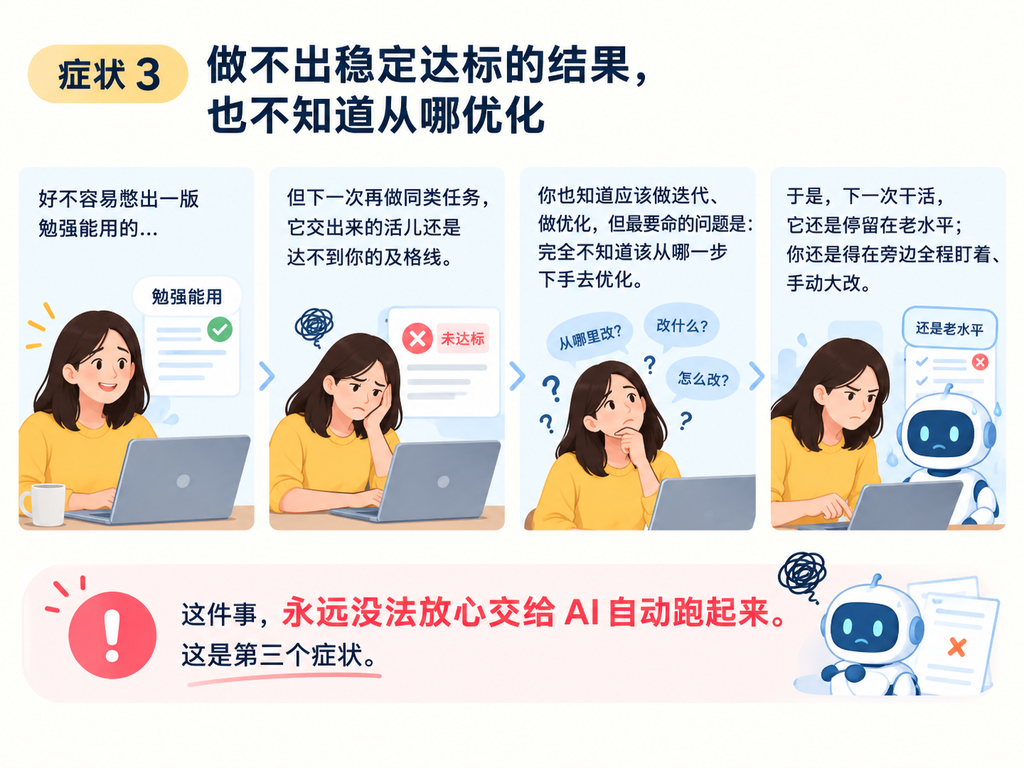 症状 3
做不出稳定达标的结果，
也不知道从哪优化
好不容易憋出一版
勉强能用的...
勉强能用
但下一次再做同类任务，
它交出来的活儿还是
达不到你的及格线。
未达标
你也知道应该做迭代、
做优化，但最要命的问题是：
完全不知道该从哪一步
下手去优化。
从哪里改？
改什么？
怎么改？
?
?
?
?
于是，下一次干活，
它还是停留在老水平；
你还是得在旁边全程盯着、
手动大改。
还是老水平
!
这件事，永远没法放心交给 AI 自动跑起来。
这是第三个症状。